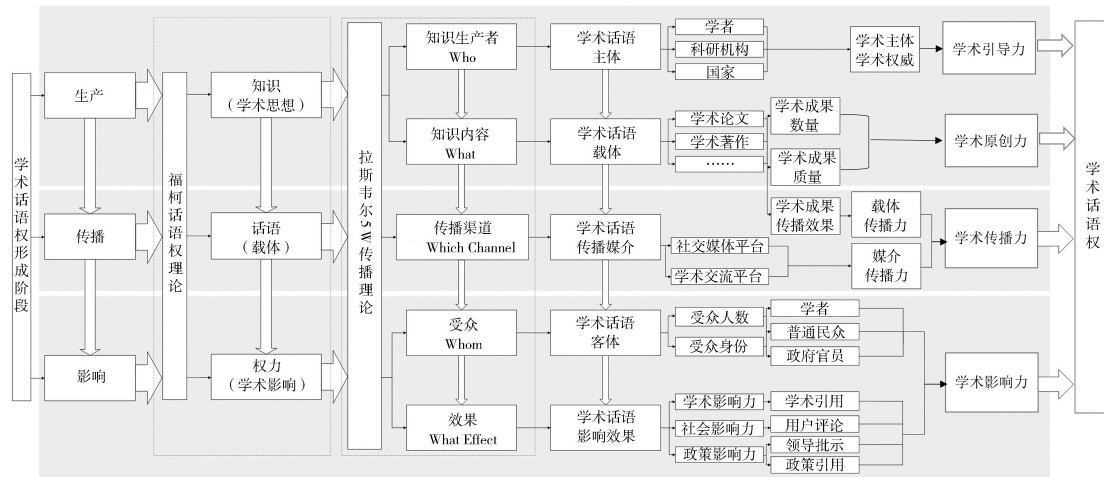 学术话语权形成阶段
生产
传播
影响
福柯话语权理论
知识
（学术思想）
话语
（载体）
权力
（学术影响）
拉斯韦尔5W传播理论
知识生产者
Who
知识内容
What
传播渠道
Which Channel
受众
Whom
效果
What Effect
学术话语
主体
学术话语
载体
学术话语
传播媒介
学术话语
客体
学术话语
影响效果
学者
科研机构
国家
学术主体
学术权威
学术引导力
学术论文
学术著作
……
学术成果
数量
学术成果
质量
学术原创力
学术成果
传播效果
载体
传播力
社交媒体平台
学术交流平台
媒介
传播力
学术传播力
受众人数
受众身份
学者
普通民众
政府官员
学术影响力
社会影响力
政策影响力
学术引用
用户评论
领导批示
政策引用
学术影响力
学术话语权